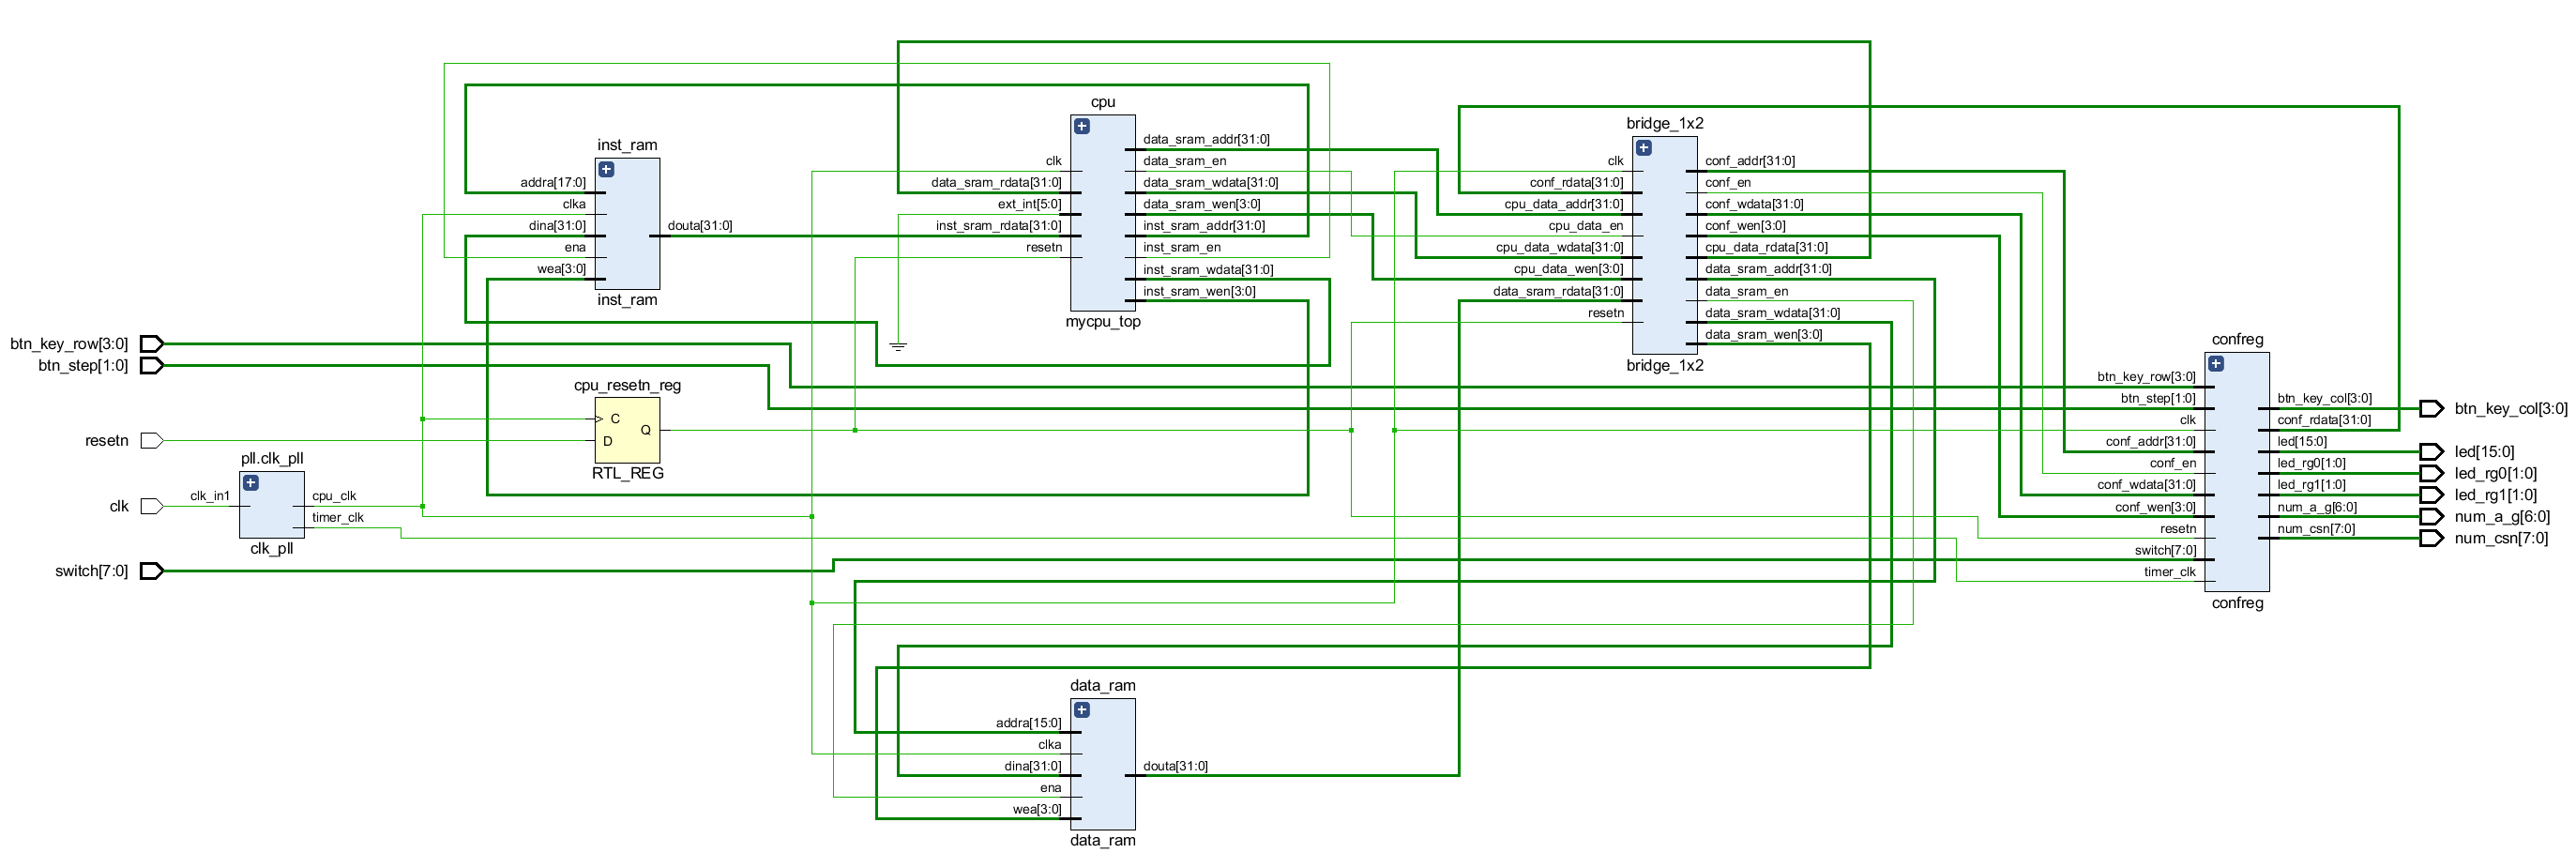 btn_key_row[3:0]
btn_step[1:0]
resetn
clk
switch[7:0]
pll.clk_pll
clk_in1
cpu_clk
timer_clk
clk_pll
inst_ram
addra[17:0]
clka
dina[31:0]
ena
wea[3:0]
douta[31:0]
inst_ram
cpu_resetn_reg
C
D
Q
RTL_REG
cpu
clk
data_sram_rdata[31:0]
ext_int[5:0]
inst_sram_rdata[31:0]
resetn
data_sram_addr[31:0]
data_sram_en
data_sram_wdata[31:0]
data_sram_wen[3:0]
inst_sram_addr[31:0]
inst_sram_en
inst_sram_wdata[31:0]
inst_sram_wen[3:0]
mycpu_top
data_ram
addra[15:0]
clka
dina[31:0]
ena
wea[3:0]
douta[31:0]
data_ram
bridge_1x2
clk
conf_rdata[31:0]
cpu_data_addr[31:0]
cpu_data_en
cpu_data_wdata[31:0]
cpu_data_wen[3:0]
data_sram_rdata[31:0]
resetn
conf_addr[31:0]
conf_en
conf_wdata[31:0]
conf_wen[3:0]
cpu_data_rdata[31:0]
data_sram_addr[31:0]
data_sram_en
data_sram_wdata[31:0]
data_sram_wen[3:0]
bridge_1x2
confreg
btn_key_row[3:0]
btn_step[1:0]
clk
conf_addr[31:0]
conf_en
conf_wdata[31:0]
conf_wen[3:0]
resetn
switch[7:0]
timer_clk
btn_key_col[3:0]
conf_rdata[31:0]
led[15:0]
led_rg0[1:0]
led_rg1[1:0]
num_a_g[6:0]
num_csn[7:0]
confreg
btn_key_col[3:0]
led[15:0]
led_rg0[1:0]
led_rg1[1:0]
num_a_g[6:0]
num_csn[7:0]